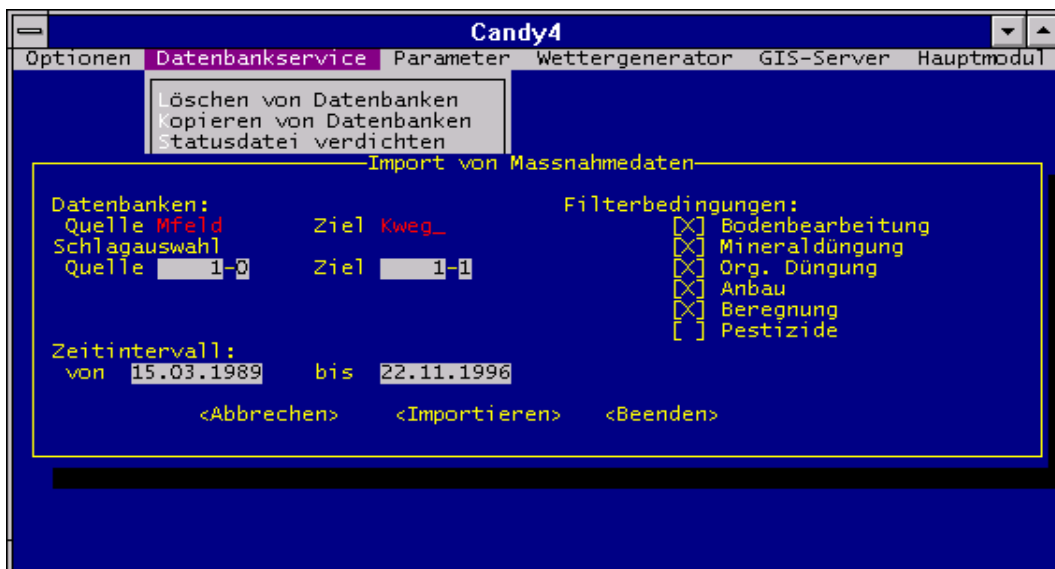 Candy4
Optionen Datenbankservice Parameter Wettergenerator GIS-Server Hauptmodul
Löschen von Datenbanken
Kopieren von Datenbanken
Statusdatei verdichten
Import von Massnahmedaten
Datenbanken: Filterbedingungen:
Quelle Mfeld Ziel Kweg_ [X] Bodenbearbeitung
Schlagauswahl [X] Mineraldüngung
Quelle 1-0 Ziel 1-1 [X] Org. Düngung
[X] Anbau
[X] Beregnung
[ ] Pestizide
Zeitintervall:
von 15.03.1989 bis 22.11.1996
<Abbrechen> <Importieren> <Beenden>